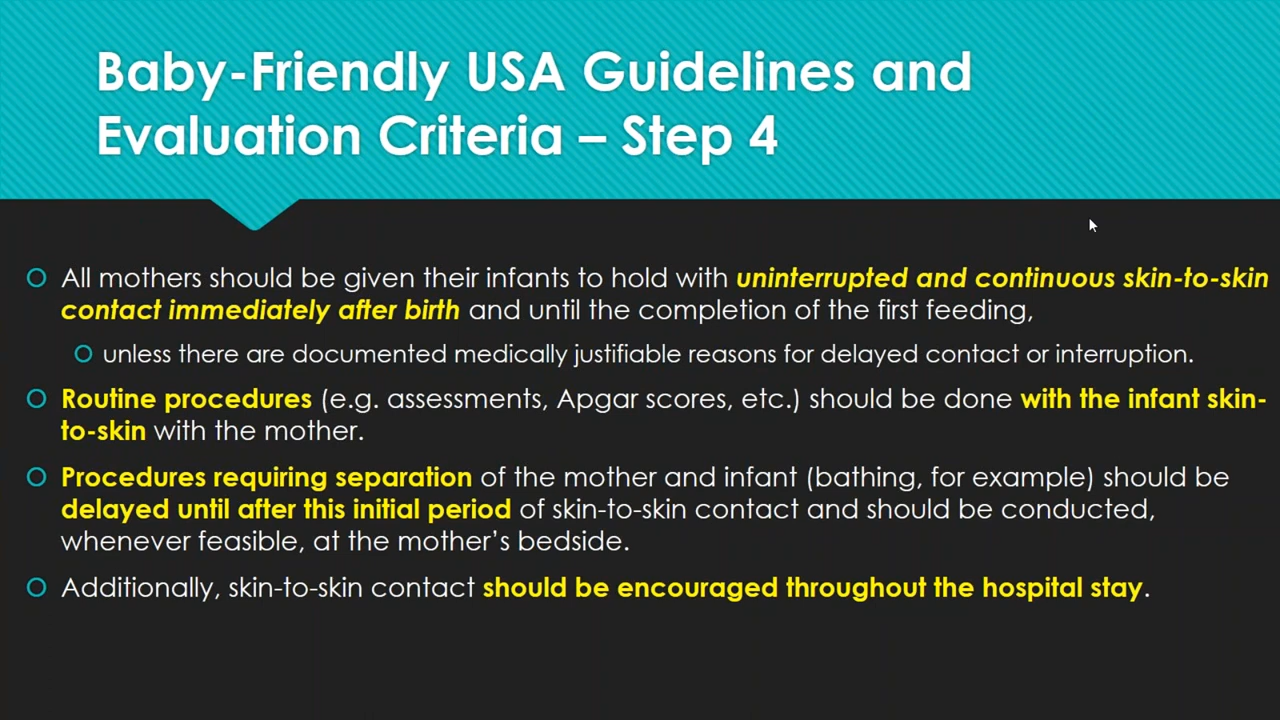 Baby-Friendly USA Guidelines and
Evaluation Criteria – Step 4
All mothers should be given their infants to hold with uninterrupted and continuous skin-to-skin
contact immediately after birth and until the completion of the first feeding,
unless there are documented medically justifiable reasons for delayed contact or interruption.
Routine procedures (e.g. assessments, Apgar scores, etc.) should be done with the infant skin-
to-skin with the mother.
Procedures requiring separation of the mother and infant (bathing, for example) should be
delayed until after this initial period of skin-to-skin contact and should be conducted,
whenever feasible, at the mother’s bedside.
Additionally, skin-to-skin contact should be encouraged throughout the hospital stay.